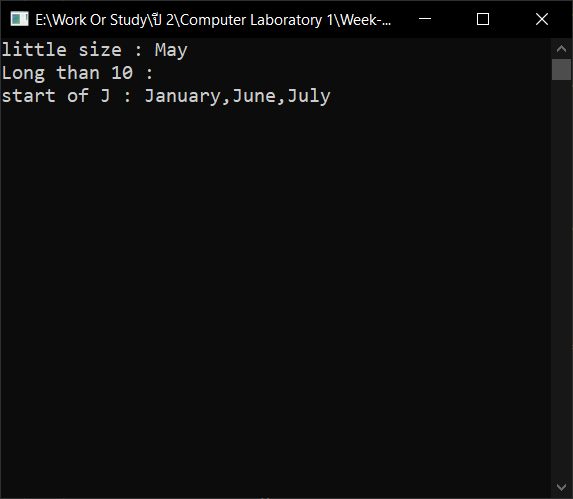 E:\Work Or Study\ปี 2\Computer Laboratory 1\Week-...
little size : May
Long than 10 :
start of J : January,June,July